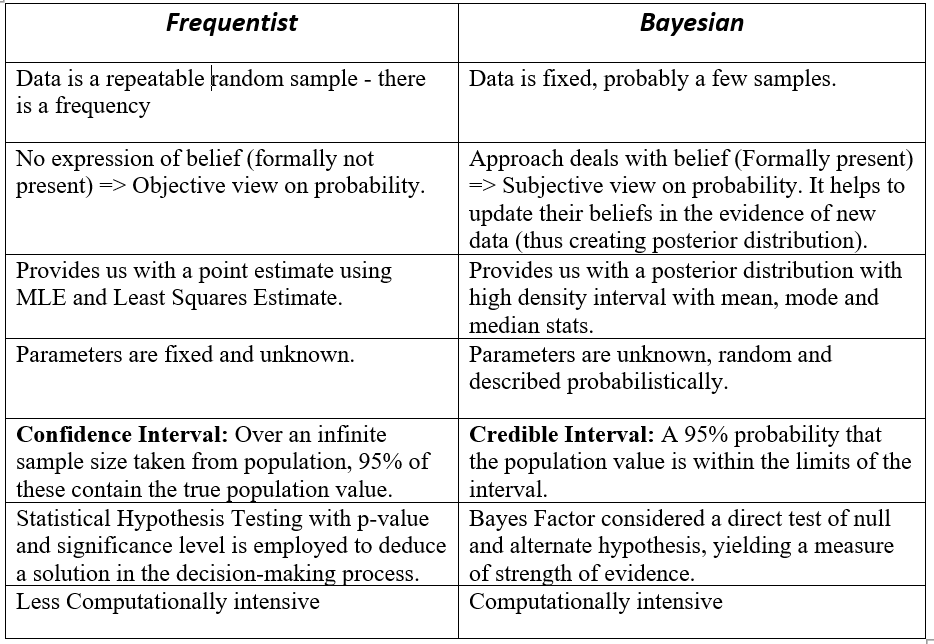 Frequentist
Bayesian
Data is a repeatable random sample - there
is a frequency
Data is fixed, probably a few samples.
No expression of belief (formally not
present) => Objective view on probability.
Approach deals with belief (Formally present)
=> Subjective view on probability. It helps to
update their beliefs in the evidence of new
data (thus creating posterior distribution).
Provides us with a point estimate using
MLE and Least Squares Estimate.
Provides us with a posterior distribution with
high density interval with mean, mode and
median stats.
Parameters are fixed and unknown.
Parameters are unknown, random and
described probabilistically.
Confidence Interval: Over an infinite
sample size taken from population, 95% of
these contain the true population value.
Credible Interval: A 95% probability that
the population value is within the limits of the
interval.
Statistical Hypothesis Testing with p-value
and significance level is employed to deduce
a solution in the decision-making process.
Bayes Factor considered a direct test of null
and alternate hypothesis, yielding a measure
of strength of evidence.
Less Computationally intensive
Computationally intensive